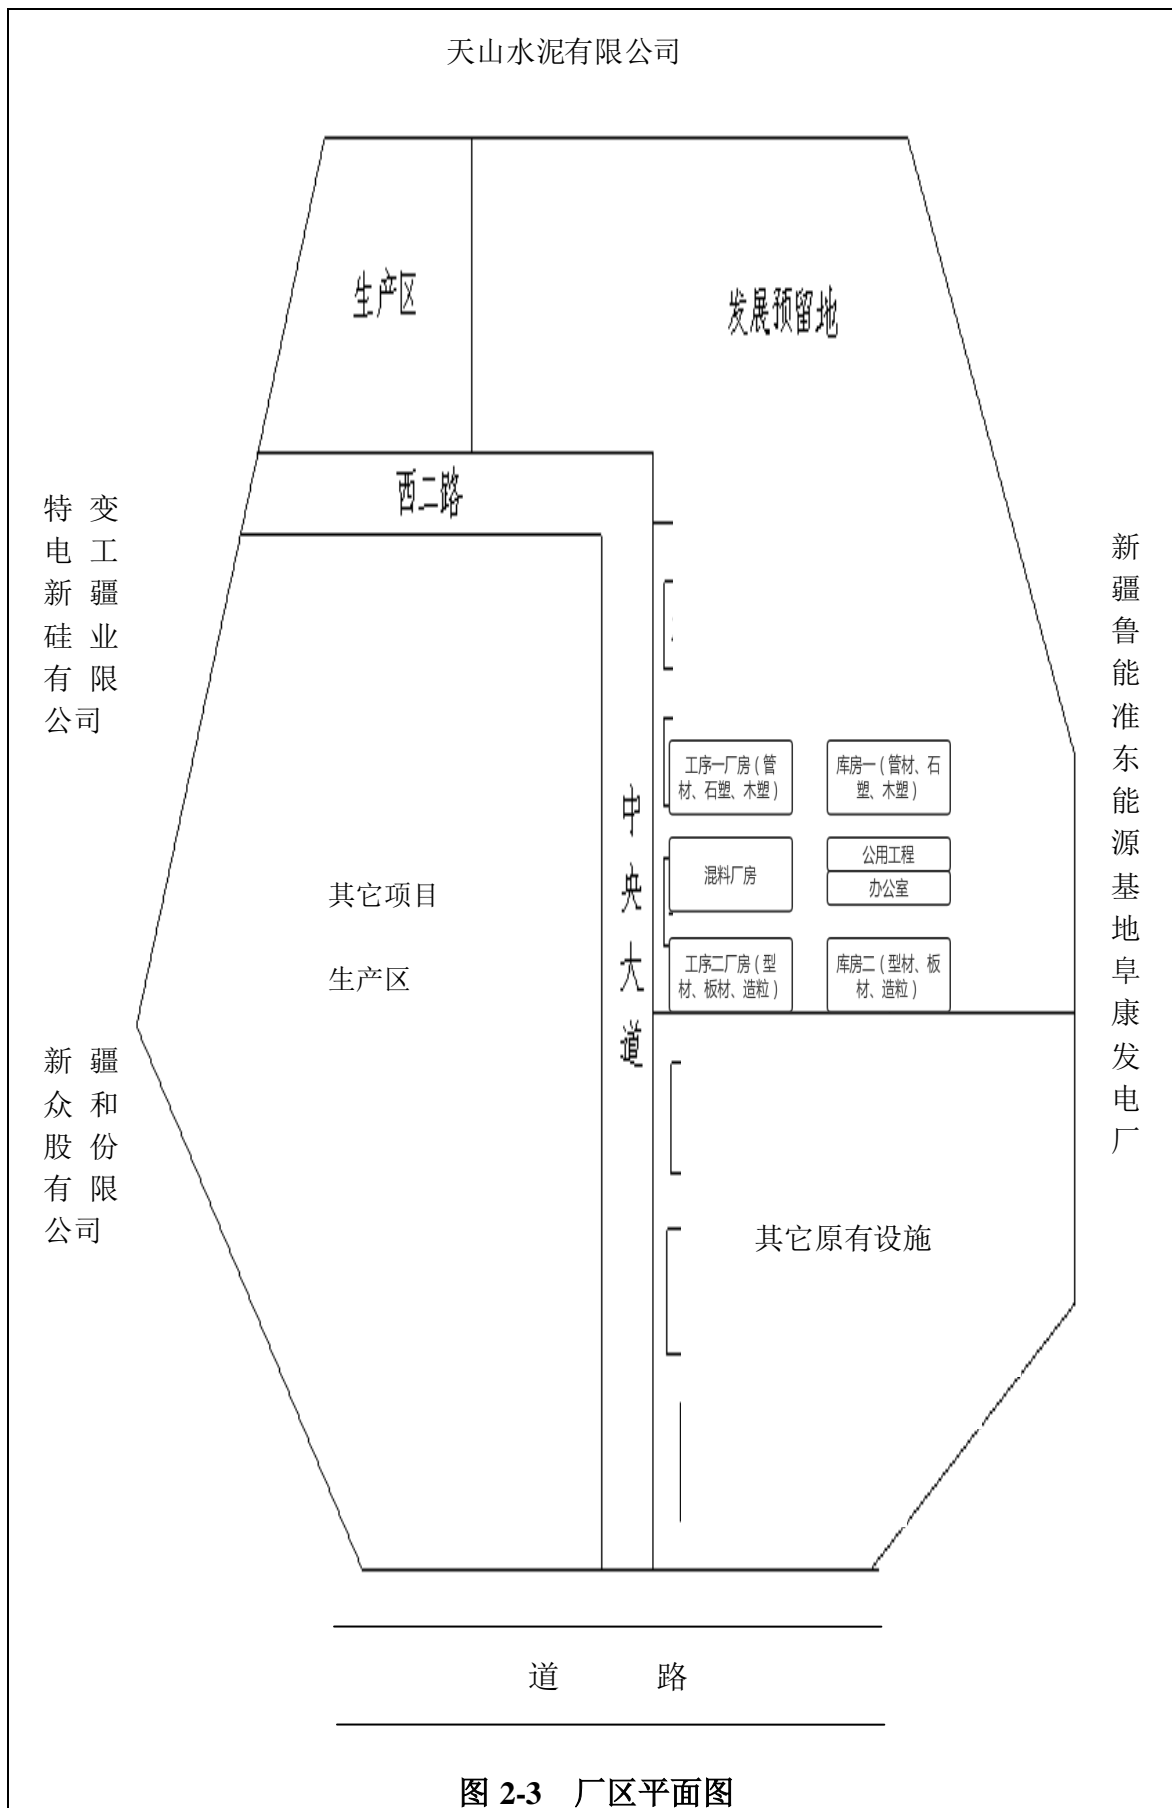 天山水泥有限公司
生产区
发展预留地
西二路
特变
电工
新疆
硅业
有限
公司
新
疆
鲁
能
准
东
能
源
基
地
阜
康
发
电
厂
工序一厂房（管
材、石塑、木塑）
库房一（管材、石
塑、木塑）
中
央
大
道
混料厂房
公用工程
办公室
其它项目
生产区
工序二厂房（型
材、板材、造粒）
库房二（型材、板
材、造粒）
新疆
众和
股份
有限
公司
其它原有设施
道 路
图 2-3 厂区平面图